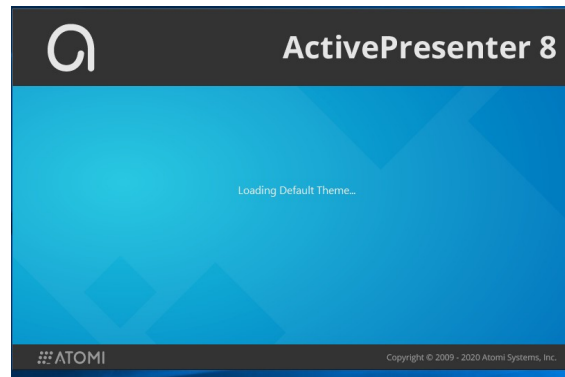 ActivePresenter 8
Loading Default Theme...
ATOMI
Copyright © 2009 - 2020 Atomi Systems, Inc.